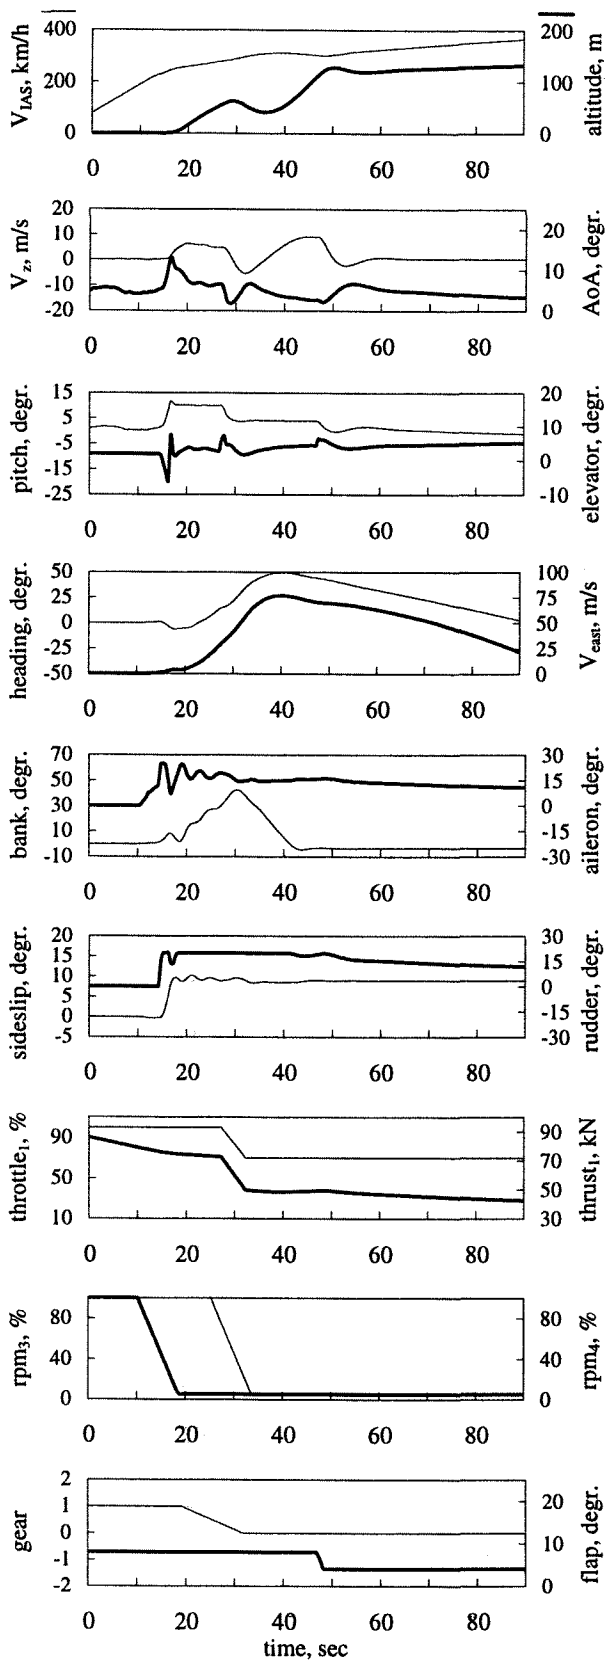 V_IAS, km/h
400
200
0
200
100
0
altitude, m
0 20 40 60 80
V_z, m/s
20
10
0
-10
-20
20
10
0
AoA, degr.
0 20 40 60 80
pitch, degr.
15
5
-5
-15
-25
20
10
0
-10
elevator, degr.
0 20 40 60 80
heading, degr.
50
25
0
-25
-50
100
75
50
25
0
V_east, m/s
0 20 40 60 80
bank, degr.
70
50
30
10
-10
30
15
0
-15
-30
aileron, degr.
0 20 40 60 80
sideslip, degr.
20
15
10
5
0
-5
30
15
0
-15
-30
rudder, degr.
0 20 40 60 80
throttle₁, %
90
50
10
90
70
50
30
thrust₁, kN
0 20 40 60 80
rpm₃, %
80
40
0
80
40
0
rpm₄, %
0 20 40 60 80
gear
2
1
0
-1
-2
20
10
0
flap, degr.
0 20 40 60 80
time, sec